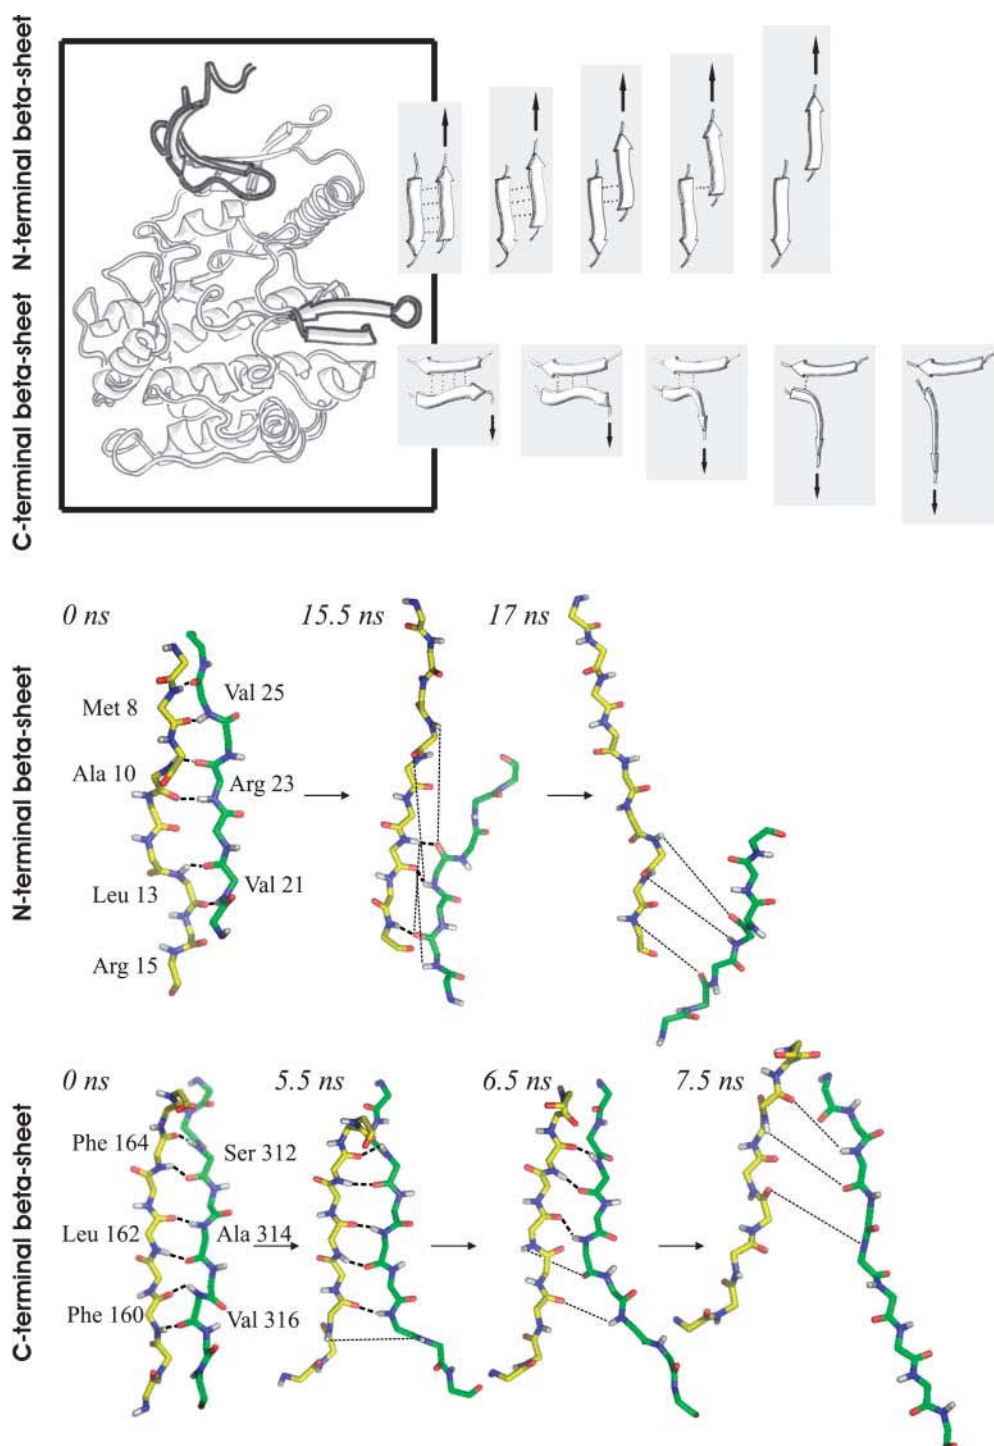 N-terminal beta-sheet
C-terminal beta-sheet
N-terminal beta-sheet
0 ns
15.5 ns
17 ns
Met 8
Val 25
Ala 10
Arg 23
Leu 13
Val 21
Arg 15
C-terminal beta-sheet
0 ns
5.5 ns
6.5 ns
7.5 ns
Phe 164
Ser 312
Leu 162
Ala 314
Phe 160
Val 316